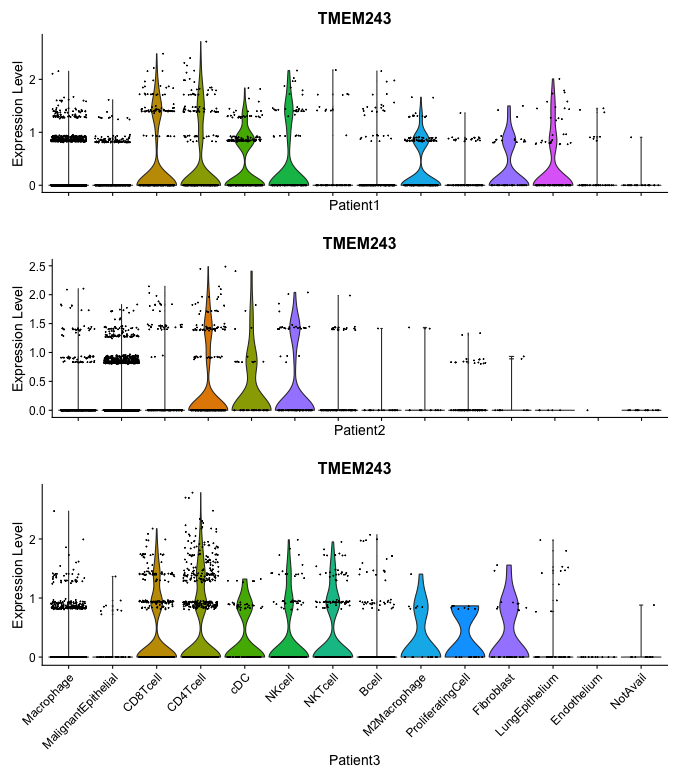 TMEM243
Expression Level
2
1
0
Patient1
TMEM243
Expression Level
2.5
2.0
1.5
1.0
0.5
0.0
Patient2
TMEM243
Expression Level
2
1
0
Macrophage
MalignantEpithelial
CD8Tcell
CD4Tcell
cDC
NKcell
NKTcell
Bcell
M2Macrophage
ProliferatingCell
Fibroblast
LungEpithelium
Endothelium
NotAvail
Patient3